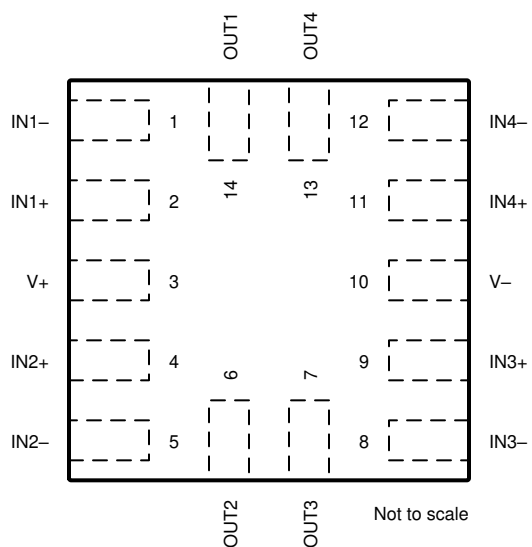 OUT1
OUT4
IN1–
1
12
IN4–
14
13
IN1+
2
11
IN4+
V+
3
10
V–
IN2+
4
6
7
9
IN3+
IN2–
5
8
IN3–
OUT2
OUT3
Not to scale